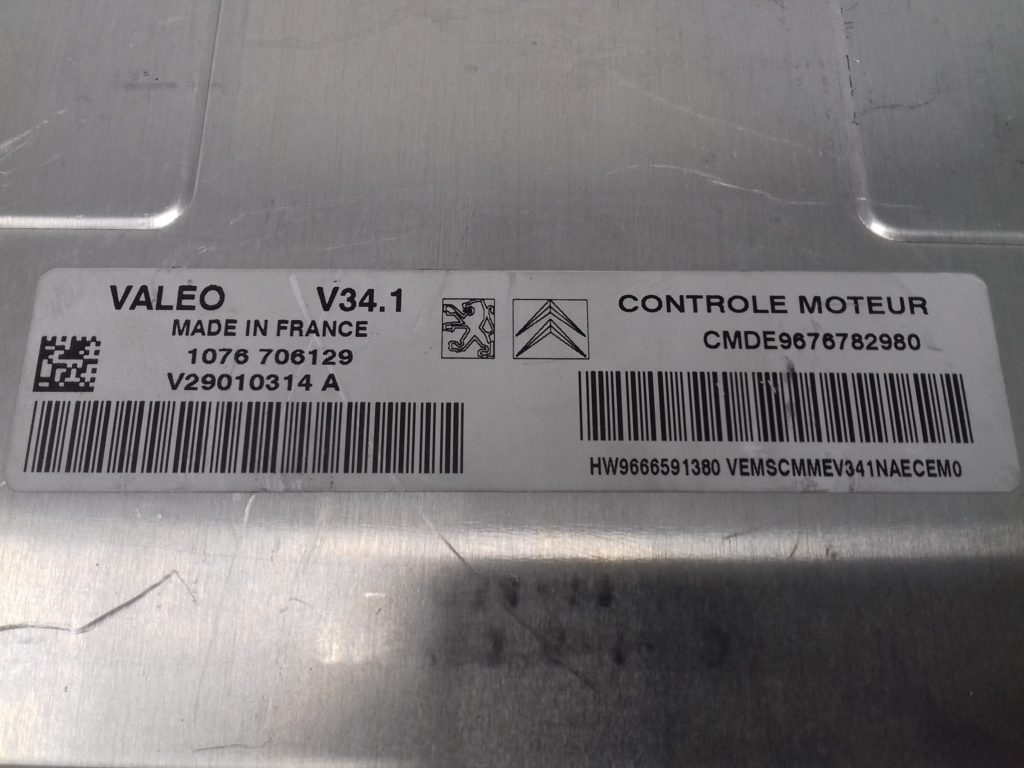 VALEO V34.1
MADE IN FRANCE
1076 706129
V29010314 A
CONTROLE MOTEUR
CMDE9676782980
HW9666591380 VEMSCMMEV341NAECEM0